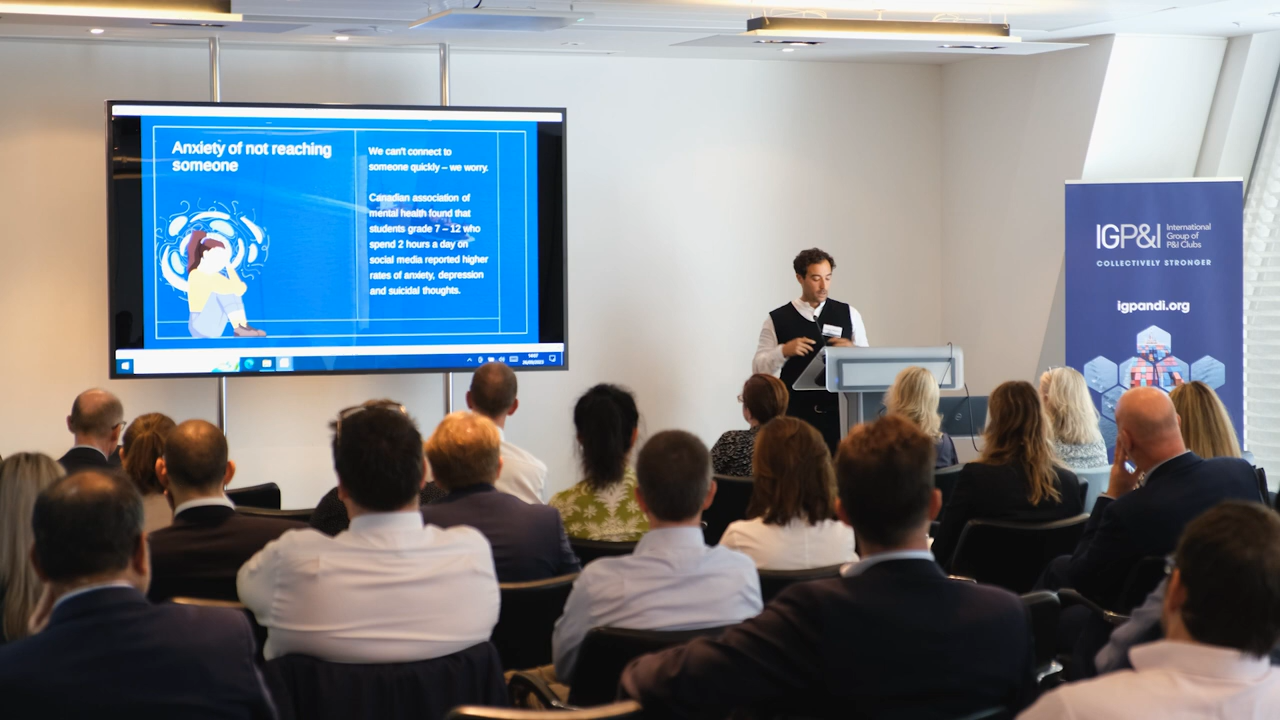 Anxiety of not reaching
someone
We can't connect to
someone quickly – we worry.
Canadian association of
mental health found that
students grade 7 – 12 who
spend 2 hours a day on
social media reported higher
rates of anxiety, depression
and suicidal thoughts.
IGP&I
International
Group of
P&I Clubs
COLLECTIVELY STRONGER
igpandi.org